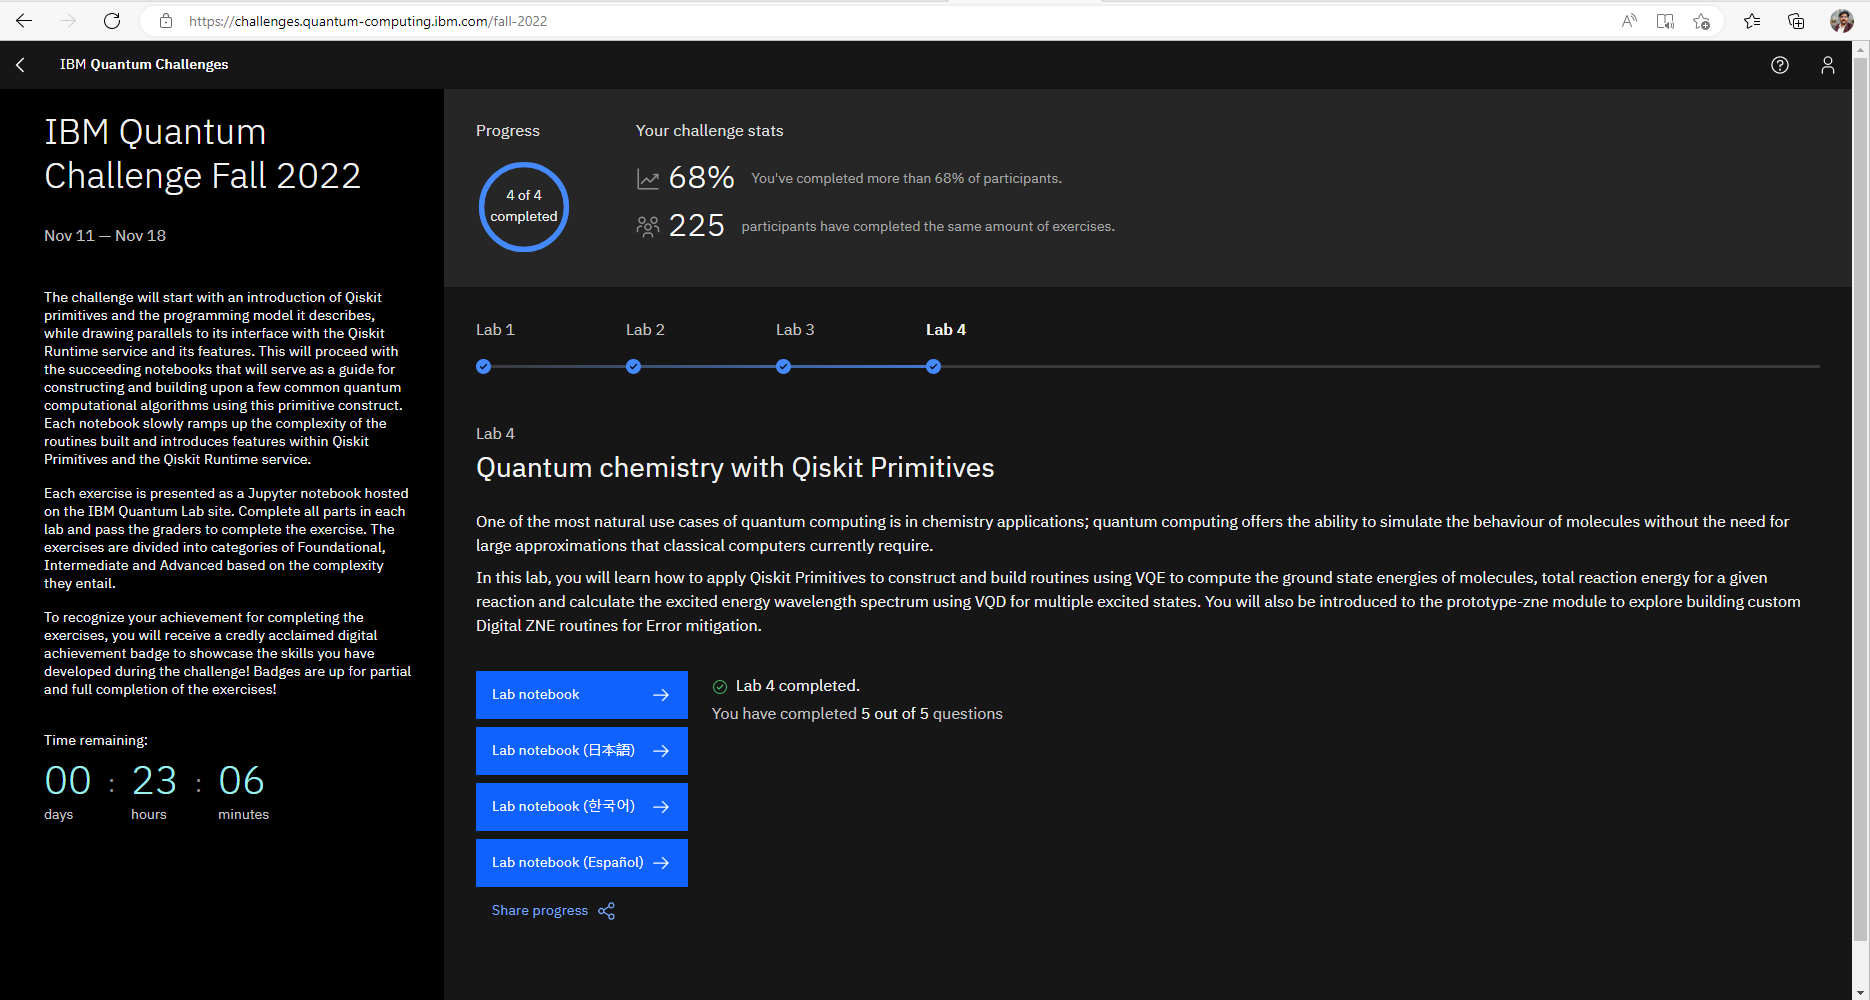 https://challenges.quantum-computing.ibm.com/fall-2022
IBM Quantum Challenges
IBM Quantum
Challenge Fall 2022
Nov 11 — Nov 18
The challenge will start with an introduction of Qiskit
primitives and the programming model it describes,
while drawing parallels to its interface with the Qiskit
Runtime service and its features. This will proceed with
the succeeding notebooks that will serve as a guide for
constructing and building upon a few common quantum
computational algorithms using this primitive construct.
Each notebook slowly ramps up the complexity of the
routines built and introduces features within Qiskit
Primitives and the Qiskit Runtime service.
Each exercise is presented as a Jupyter notebook hosted
on the IBM Quantum Lab site. Complete all parts in each
lab and pass the graders to complete the exercise. The
exercises are divided into categories of Foundational,
Intermediate and Advanced based on the complexity
they entail.
To recognize your achievement for completing the
exercises, you will receive a credly acclaimed digital
achievement badge to showcase the skills you have
developed during the challenge! Badges are up for partial
and full completion of the exercises!
Time remaining:
00 : 23 : 06
days hours minutes
Progress
4 of 4
completed
Your challenge stats
68% You've completed more than 68% of participants.
225 participants have completed the same amount of exercises.
Lab 1 Lab 2 Lab 3 Lab 4
Lab 4
Quantum chemistry with Qiskit Primitives
One of the most natural use cases of quantum computing is in chemistry applications; quantum computing offers the ability to simulate the behaviour of molecules without the need for
large approximations that classical computers currently require.
In this lab, you will learn how to apply Qiskit Primitives to construct and build routines using VQE to compute the ground state energies of molecules, total reaction energy for a given
reaction and calculate the excited energy wavelength spectrum using VQD for multiple excited states. You will also be introduced to the prototype-zne module to explore building custom
Digital ZNE routines for Error mitigation.
Lab notebook
Lab notebook (日本語)
Lab notebook (한국어)
Lab notebook (Español)
Share progress
Lab 4 completed.
You have completed 5 out of 5 questions